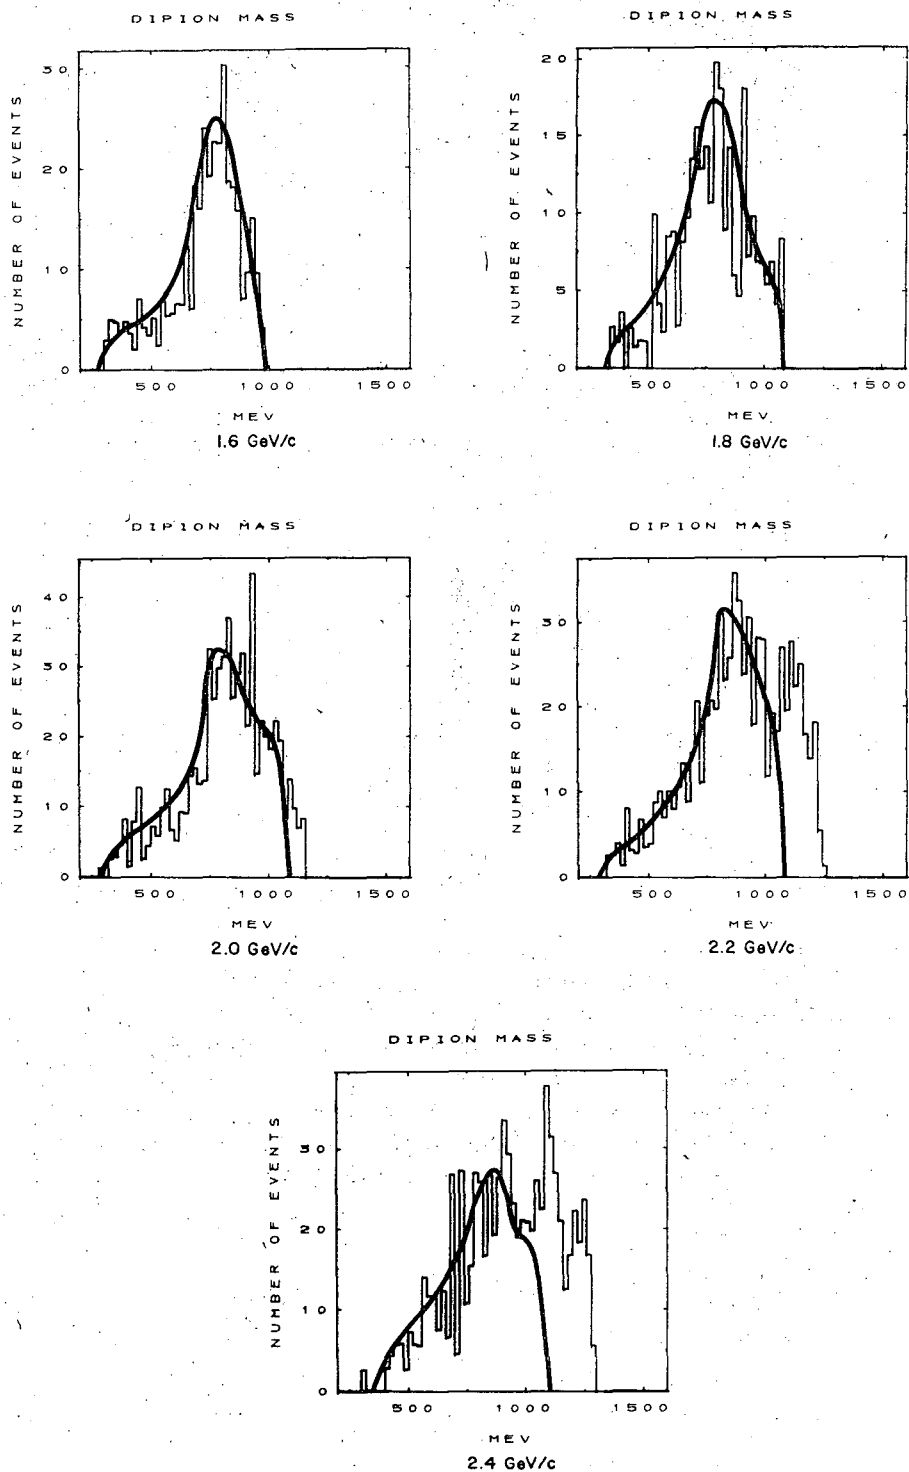 DIPION MASS
NUMBER OF EVENTS
30
20
10
0
500 1000 1500
MEV
1.6 GeV/c
DIPION MASS
NUMBER OF EVENTS
20
15
10
5
0
500 1000 1500
MEV
1.8 GeV/c
DIPION MASS
NUMBER OF EVENTS
40
30
20
10
0
500 1000 1500
MEV
2.0 GeV/c
DIPION MASS
NUMBER OF EVENTS
30
20
10
0
500 1000 1500
MEV
2.2 GeV/c
DIPION MASS
NUMBER OF EVENTS
30
20
10
0
500 1000 1500
MEV
2.4 GeV/c